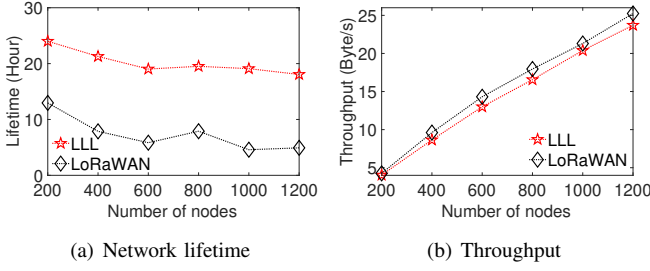 30
20
10
0
Lifetime (Hour)
LLL
LoRaWAN
200 400 600 800 1000 1200
Number of nodes
(a) Network lifetime
25
20
15
10
5
Throughput (Byte/s)
LLL
LoRaWAN
200 400 600 800 1000 1200
Number of nodes
(b) Throughput